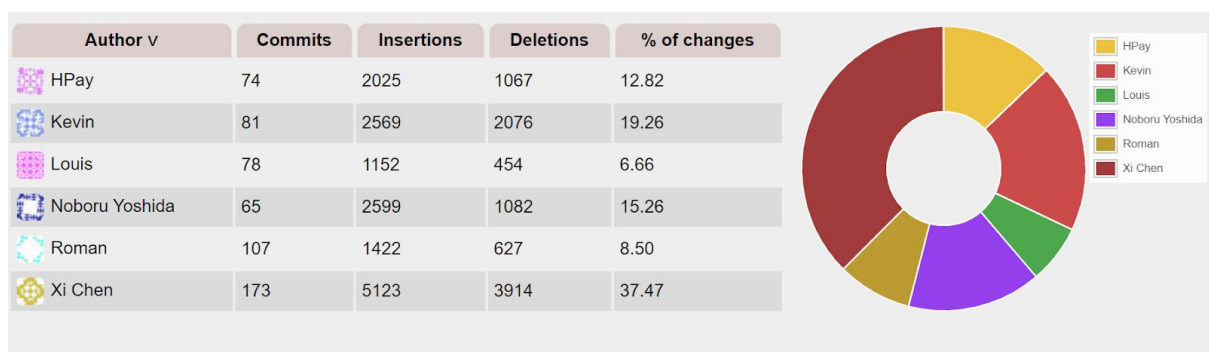 Author ∨ Commits Insertions Deletions % of changes
HPay 74 2025 1067 12.82
Kevin 81 2569 2076 19.26
Louis 78 1152 454 6.66
Noboru Yoshida 65 2599 1082 15.26
Roman 107 1422 627 8.50
Xi Chen 173 5123 3914 37.47
HPay
Kevin
Louis
Noboru Yoshida
Roman
Xi Chen